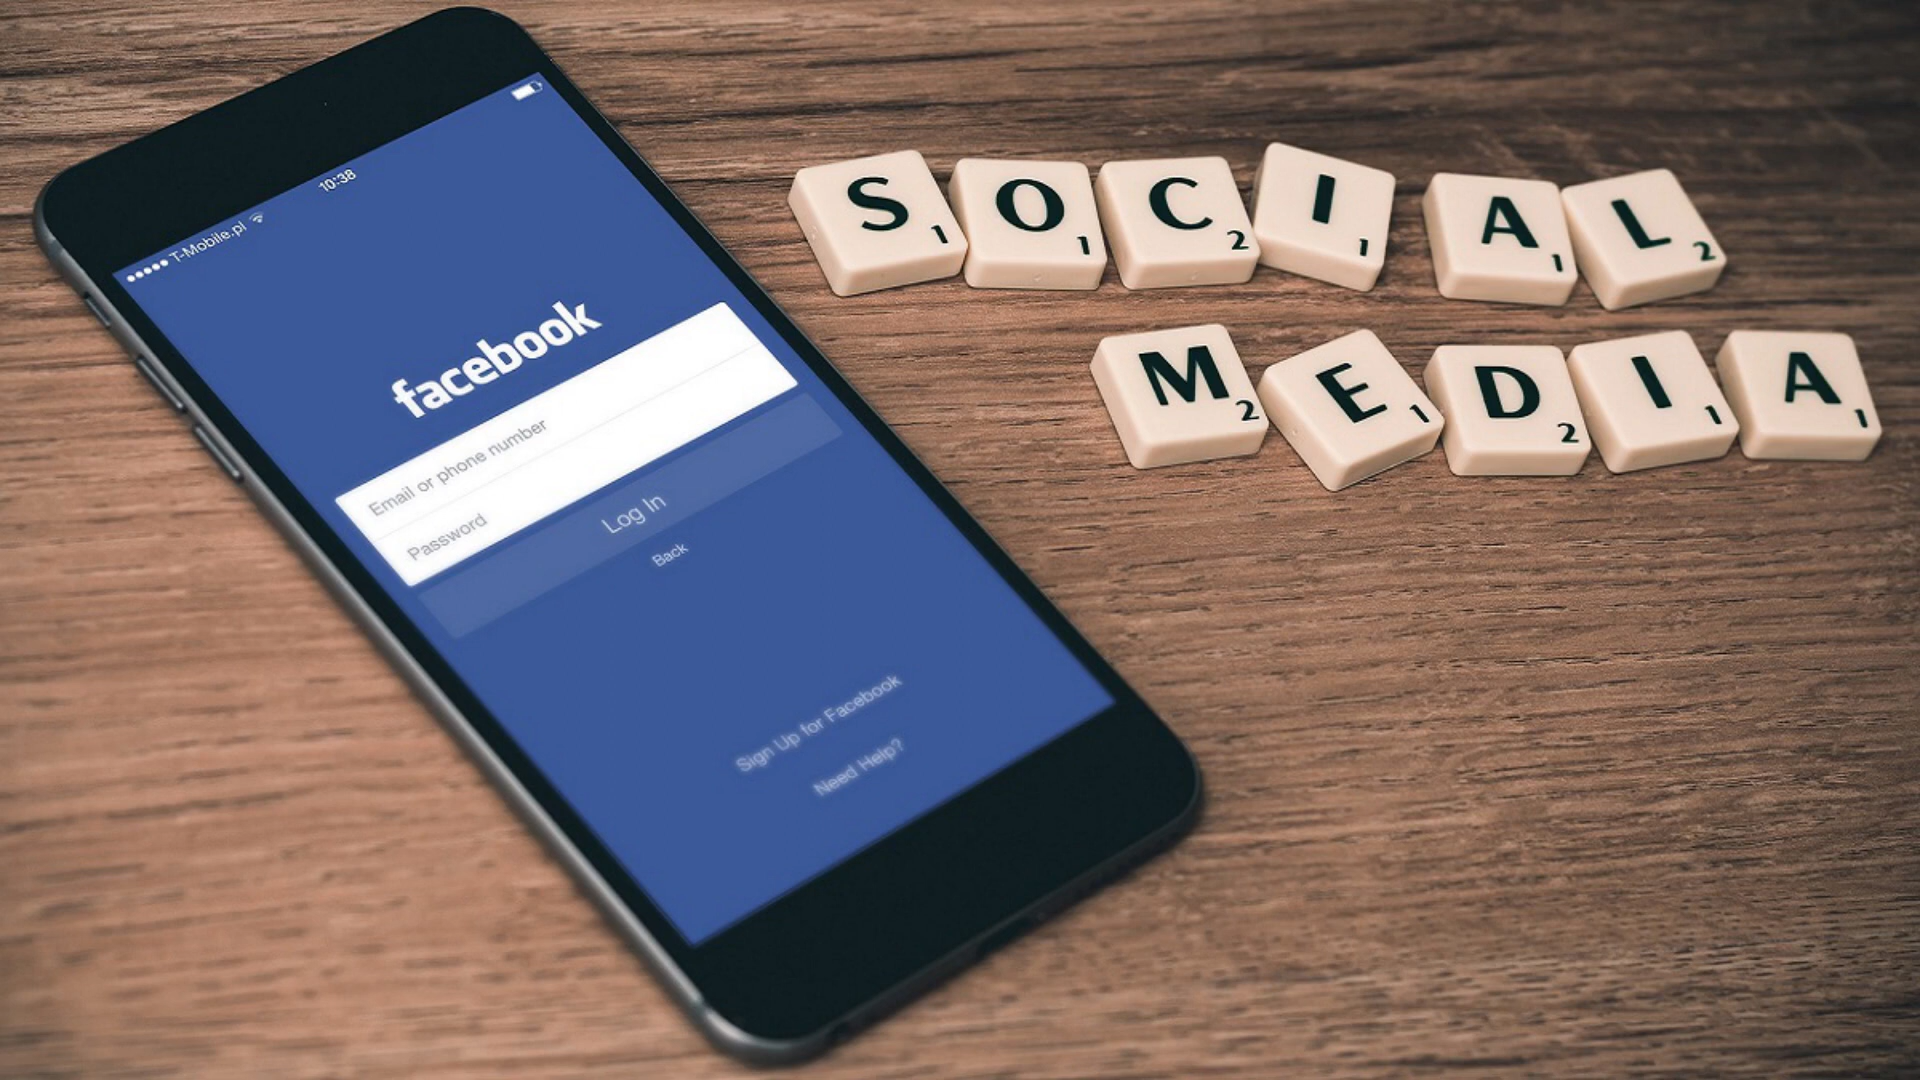 ●●●●● T-Mobile.pl 10:38
facebook
Email or phone number
Password
Log In
Back
Sign Up for Facebook
Need Help?
S1 O1 C2 I1 A1 L2
M2 E1 D2 I1 A1